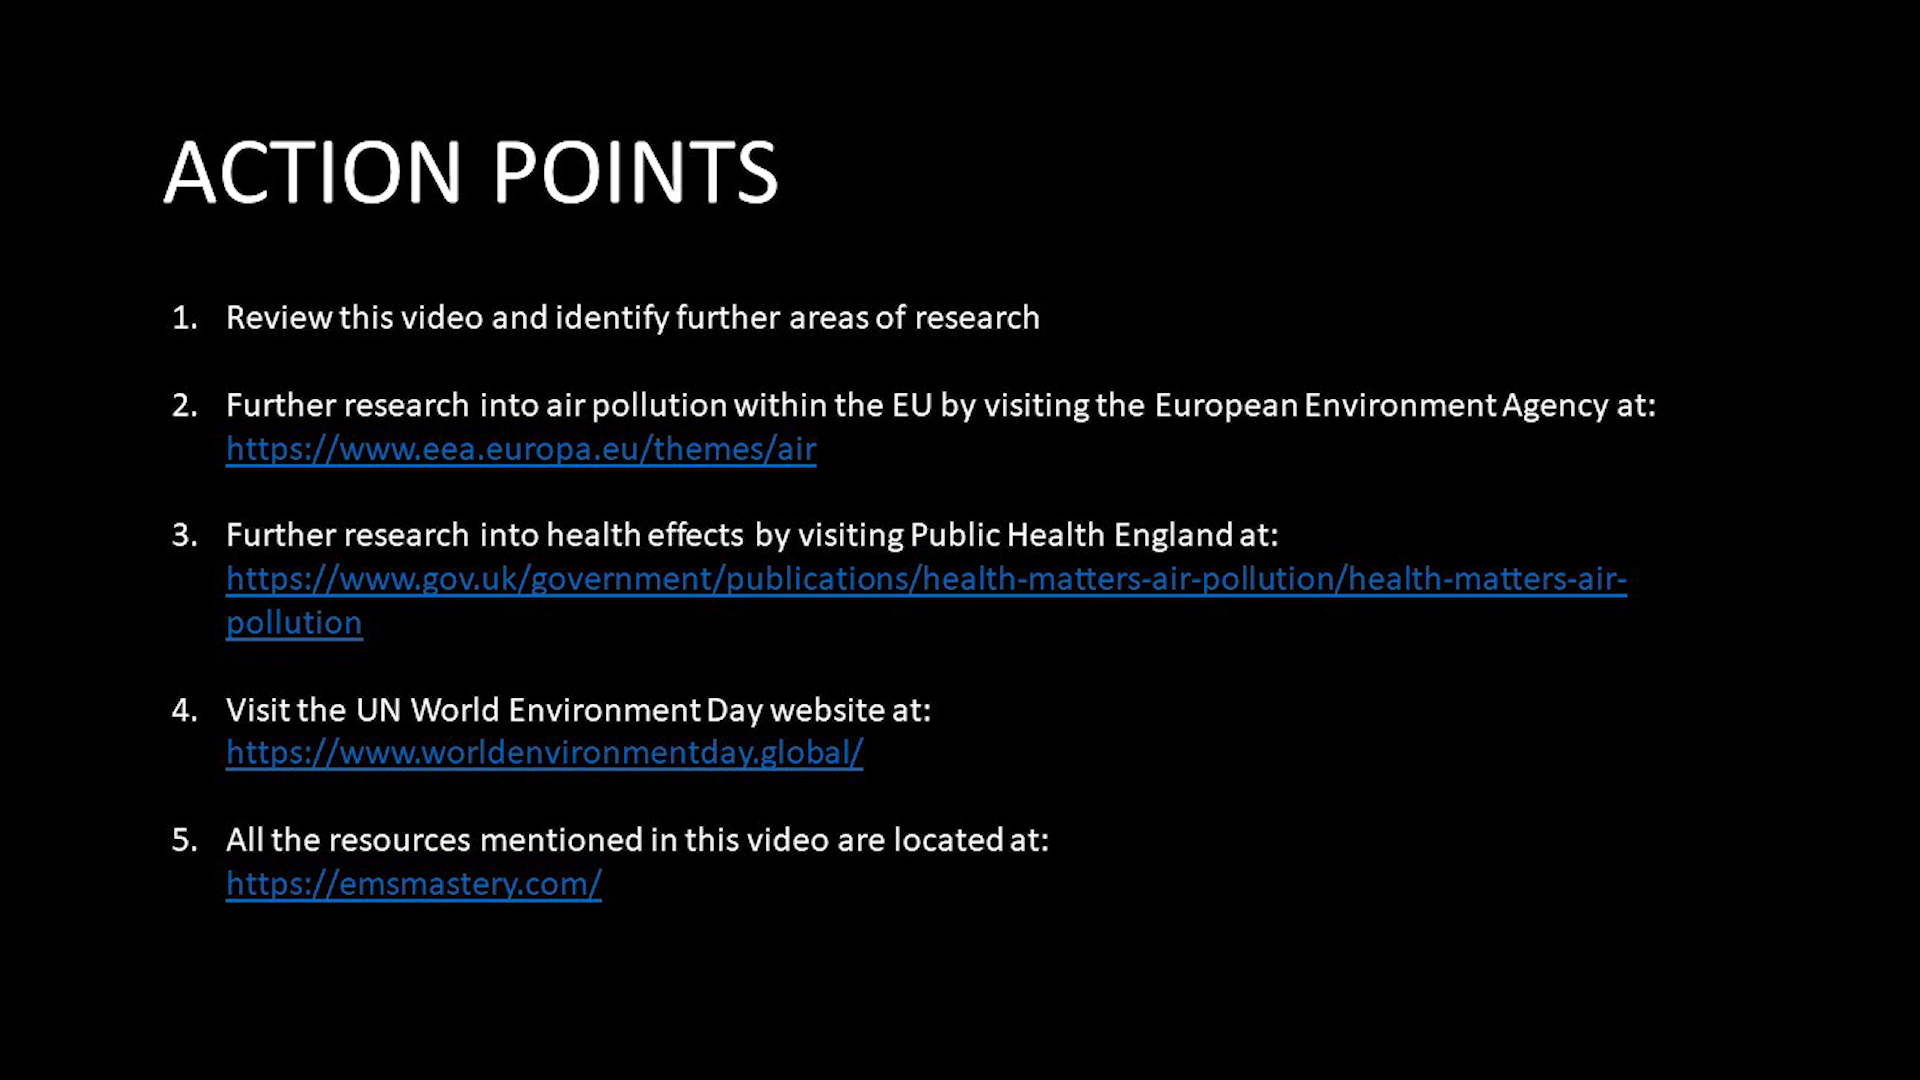 ACTION POINTS
1. Review this video and identify further areas of research
2. Further research into air pollution within the EU by visiting the European Environment Agency at:
https://www.eea.europa.eu/themes/air
3. Further research into health effects by visiting Public Health England at:
https://www.gov.uk/government/publications/health-matters-air-pollution/health-matters-air-
pollution
4. Visit the UN World Environment Day website at:
https://www.worldenvironmentday.global/
5. All the resources mentioned in this video are located at:
https://emsmastery.com/